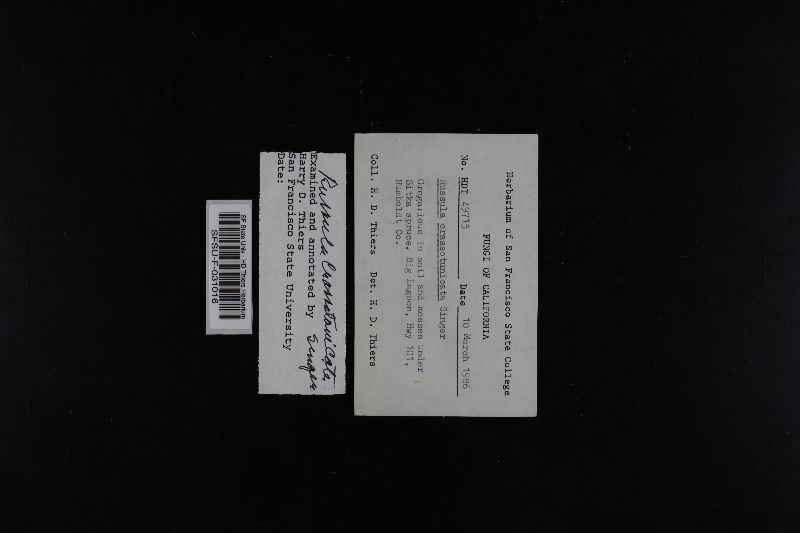 Herbarium of San Francisco State College
FUNGI OF CALIFORNIA
No. HDT 49715 Date 10 March 1986
Russula crassotunicata Singer
Gregarious in soil and mosses under
Sitka spruce. Big Lagoon, Hwy 101,
Humboldt Co.
Coll. H. D. Thiers Det. H. D. Thiers
Russula Crassotunicata
Singer
Examined and annotated by
Harry D. Thiers
San Francisco State University
Date:
SF State Univ. HD Thiers Herbarium
SFSU-F-031016